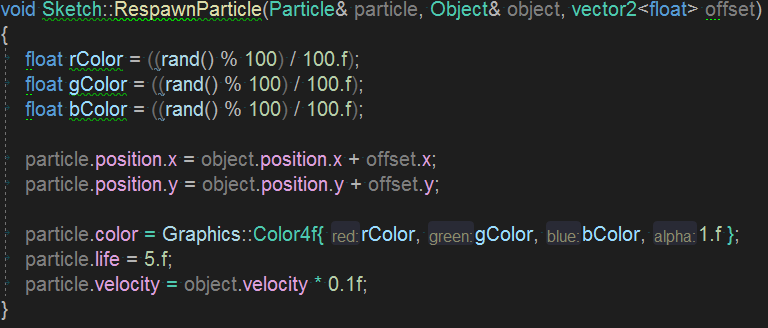 void Sketch::RespawnParticle(Particle& particle, Object& object, vector2<float> offset)
{
float rColor = ((rand() % 100) / 100.f);
float gColor = ((rand() % 100) / 100.f);
float bColor = ((rand() % 100) / 100.f);
particle.position.x = object.position.x + offset.x;
particle.position.y = object.position.y + offset.y;
particle.color = Graphics::Color4f{ red: rColor, green: gColor, blue: bColor, alpha: 1.f };
particle.life = 5.f;
particle.velocity = object.velocity * 0.1f;
}